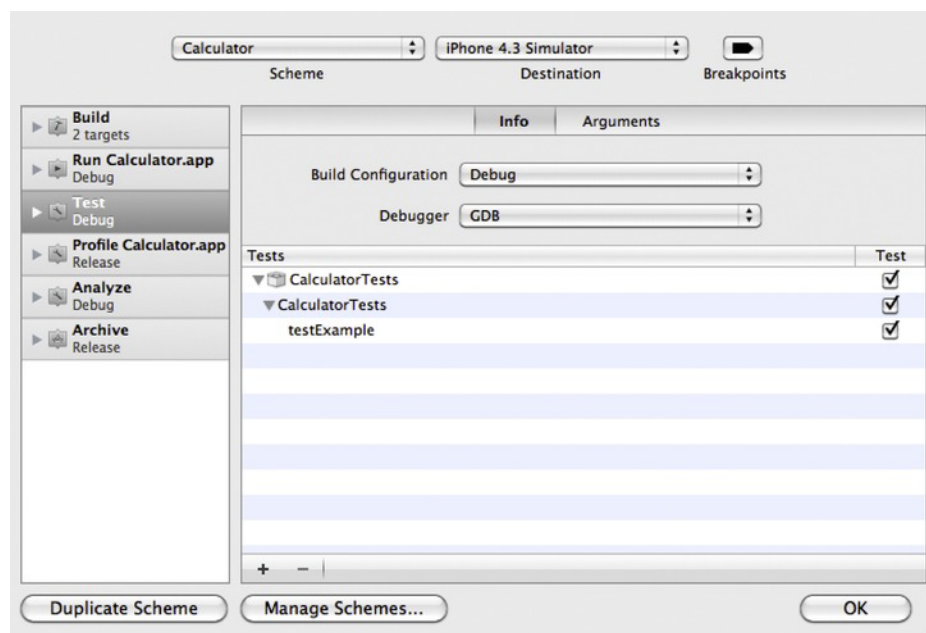 Calculator
iPhone 4.3 Simulator
Scheme
Destination
Breakpoints
Build
2 targets
Run Calculator.app
Debug
Test
Debug
Profile Calculator.app
Release
Analyze
Debug
Archive
Release
Info
Arguments
Build Configuration
Debug
Debugger
GDB
Tests
Test
CalculatorTests
CalculatorTests
testExample
+ −
Duplicate Scheme
Manage Schemes...
OK